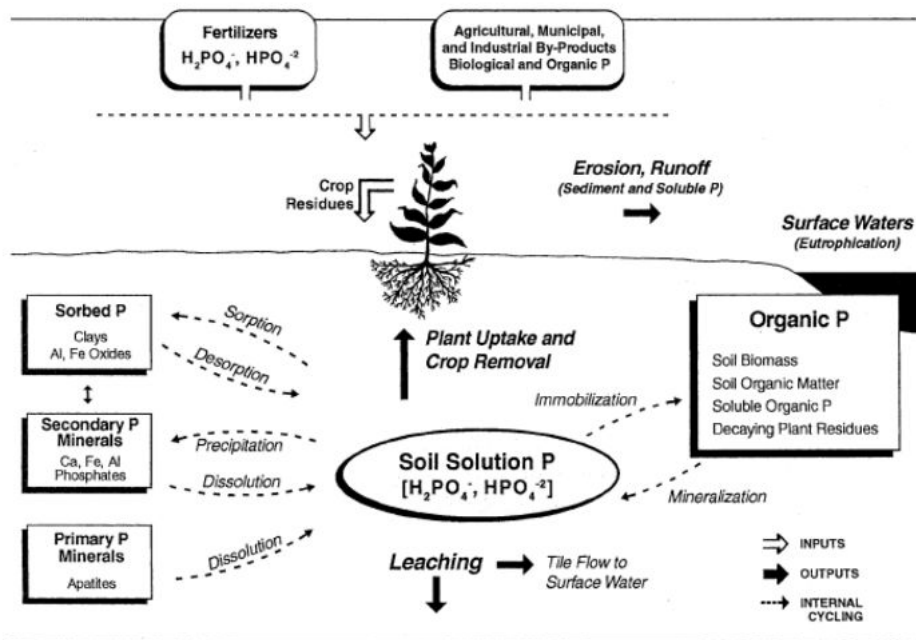 Fertilizers
H₂PO₄⁻, HPO₄⁻²
Agricultural, Municipal,
and Industrial By-Products
Biological and Organic P
Crop
Residues
Erosion, Runoff
(Sediment and Soluble P)
Surface Waters
(Eutrophication)
Sorbed P
Clays
Al, Fe Oxides
Sorption
Desorption
Plant Uptake and
Crop Removal
Organic P
Soil Biomass
Soil Organic Matter
Soluble Organic P
Decaying Plant Residues
Immobilization
Secondary P
Minerals
Ca, Fe, Al
Phosphates
Precipitation
Dissolution
Soil Solution P
[H₂PO₄⁻, HPO₄⁻²]
Mineralization
Primary P
Minerals
Apatites
Dissolution
Leaching
Tile Flow to
Surface Water
INPUTS
OUTPUTS
INTERNAL
CYCLING